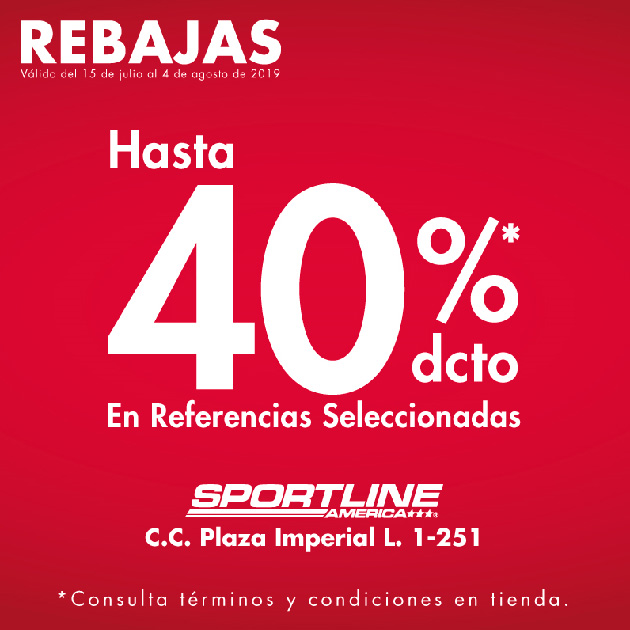 REBAJAS
Válido del 15 de julio al 4 de agosto de 2019
Hasta
40%*
dcto
En Referencias Seleccionadas
SPORTLINE
AMERICA
C.C. Plaza Imperial L. 1-251
*Consulta términos y condiciones en tienda.